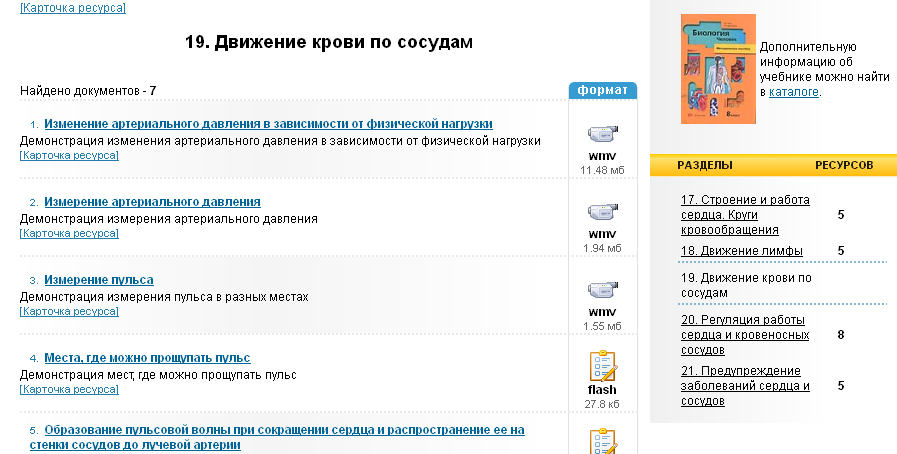 [Карточка ресурса]
19. Движение крови по сосудам
Найдено документов - 7
формат
1. Изменение артериального давления в зависимости от физической нагрузки
Демонстрация изменения артериального давления в зависимости от физической нагрузки
[Карточка ресурса]
wmv
11.48 мб
2. Измерение артериального давления
Демонстрация измерения артериального давления
[Карточка ресурса]
wmv
1.94 мб
3. Измерение пульса
Демонстрация измерения пульса в разных местах
[Карточка ресурса]
wmv
1.55 мб
4. Места, где можно прощупать пульс
Демонстрация мест, где можно прощупать пульс
[Карточка ресурса]
flash
27.8 кб
5. Образование пульсовой волны при сокращении сердца и распространение ее на
стенки сосудов до лучевой артерии
Биология
Человек
Дополнительную
информацию об
учебнике можно найти
в каталоге.
РАЗДЕЛЫ РЕСУРСОВ
17. Строение и работа
сердца. Круги 5
кровообращения
18. Движение лимфы 5
19. Движение крови по
сосудам
20. Регуляция работы
сердца и кровеносных 8
сосудов
21. Предупреждение
заболеваний сердца и 5
сосудов